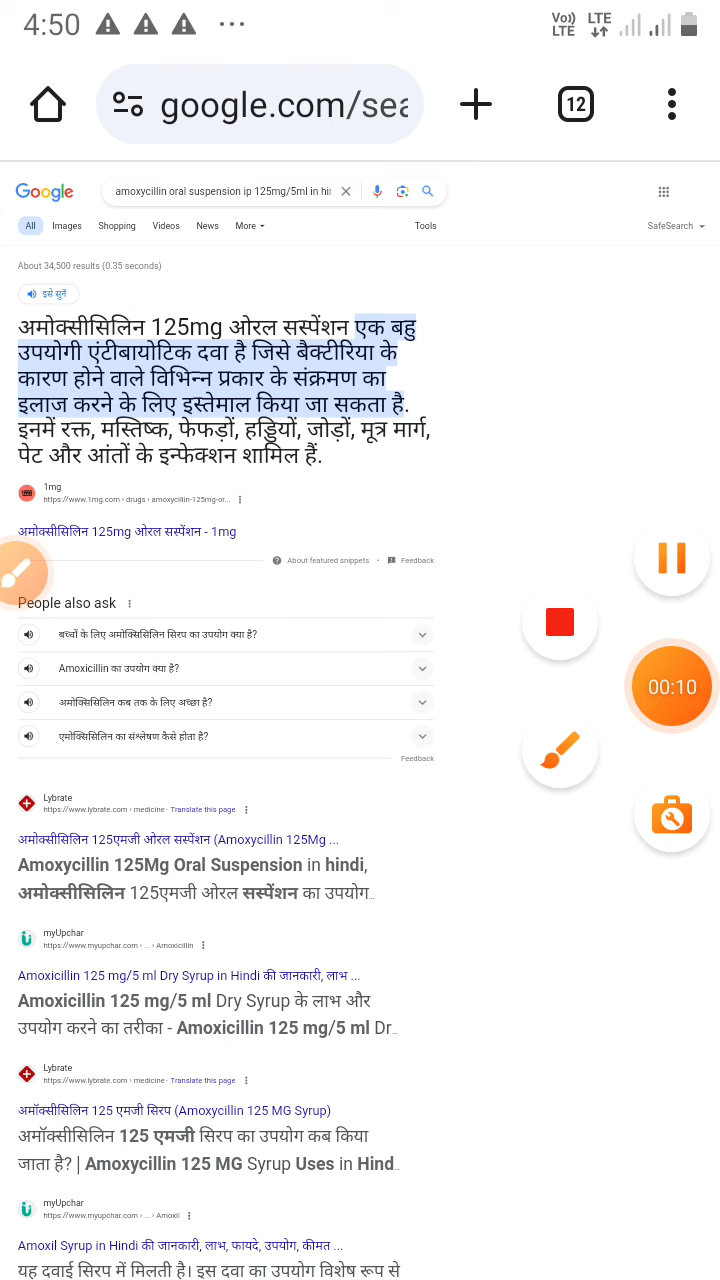 4:50
Vo)) LTE LTE
google.com/sea
12
Google
amoxycillin oral suspension ip 125mg/5ml in hi
All Images Shopping Videos News More Tools SafeSearch
About 34,500 results (0.35 seconds)
इसे सुनें
अमोक्सीसिलिन 125mg ओरल सस्पेंशन एक बहु
उपयोगी एंटीबायोटिक दवा है जिसे बैक्टीरिया के
कारण होने वाले विभिन्न प्रकार के संक्रमण का
इलाज करने के लिए इस्तेमाल किया जा सकता है.
इनमें रक्त, मस्तिष्क, फेफड़ों, हड्डियों, जोड़ों, मूत्र मार्ग,
पेट और आंतों के इन्फेक्शन शामिल हैं.
1mg
https://www.1mg.com › drugs › amoxycillin-125mg-or...
अमोक्सीसिलिन 125mg ओरल सस्पेंशन - 1mg
About featured snippets • Feedback
People also ask
बच्चों के लिए अमोक्सिसिलिन सिरप का उपयोग क्या है?
Amoxicillin का उपयोग क्या है?
अमोक्सिसिलिन कब तक के लिए अच्छा है?
एमोक्सिसिलिन का संश्लेषण कैसे होता है?
Feedback
00:10
Lybrate
https://www.lybrate.com › medicine · Translate this page
अमोक्सीसिलिन 125एमजी ओरल सस्पेंशन (Amoxycillin 125Mg ...
Amoxycillin 125Mg Oral Suspension in hindi,
अमोक्सीसिलिन 125एमजी ओरल सस्पेंशन का उपयोग...
myUpchar
https://www.myupchar.com › ... › Amoxicillin
Amoxicillin 125 mg/5 ml Dry Syrup in Hindi की जानकारी, लाभ ...
Amoxicillin 125 mg/5 ml Dry Syrup के लाभ और
उपयोग करने का तरीका - Amoxicillin 125 mg/5 ml Dr...
Lybrate
https://www.lybrate.com › medicine · Translate this page
अमॉक्सीसिलिन 125 एमजी सिरप (Amoxycillin 125 MG Syrup)
अमॉक्सीसिलिन 125 एमजी सिरप का उपयोग कब किया
जाता है? | Amoxycillin 125 MG Syrup Uses in Hind...
myUpchar
https://www.myupchar.com › ... › Amoxil
Amoxil Syrup in Hindi की जानकारी, लाभ, फायदे, उपयोग, कीमत ...
यह दवाई सिरप में मिलती है। इस दवा का उपयोग विशेष रूप से